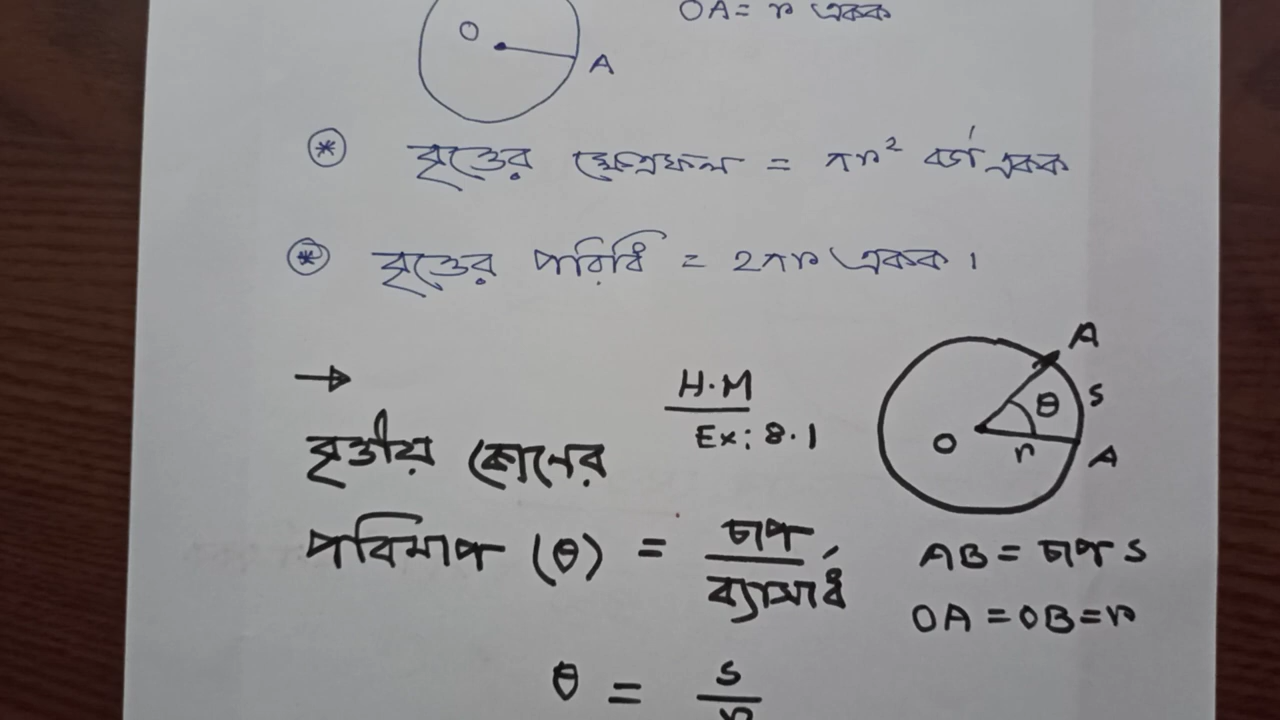 OA = r একক
O
A
* বৃত্তের ক্ষেত্রফল = πr² বর্গ একক
* বৃত্তের পরিধি = 2πr একক।
→
H.M
Ex: 8.1
বৃত্তীয় কোনের
পরিমাপ (θ) = চাপ / ব্যাসার্ধ
A
θ S
O r A
AB = চাপ S
OA = OB = r
θ = S / r